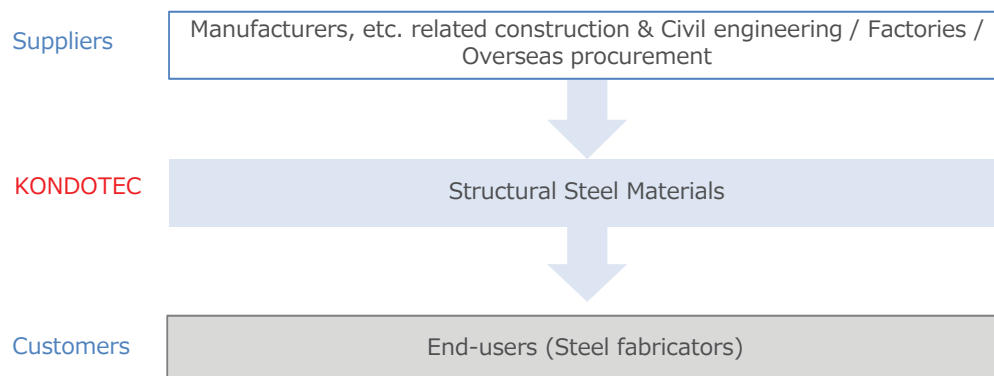 Suppliers
Manufacturers, etc. related construction & Civil engineering / Factories /
Overseas procurement
KONDOTEC
Structural Steel Materials
Customers
End-users (Steel fabricators)